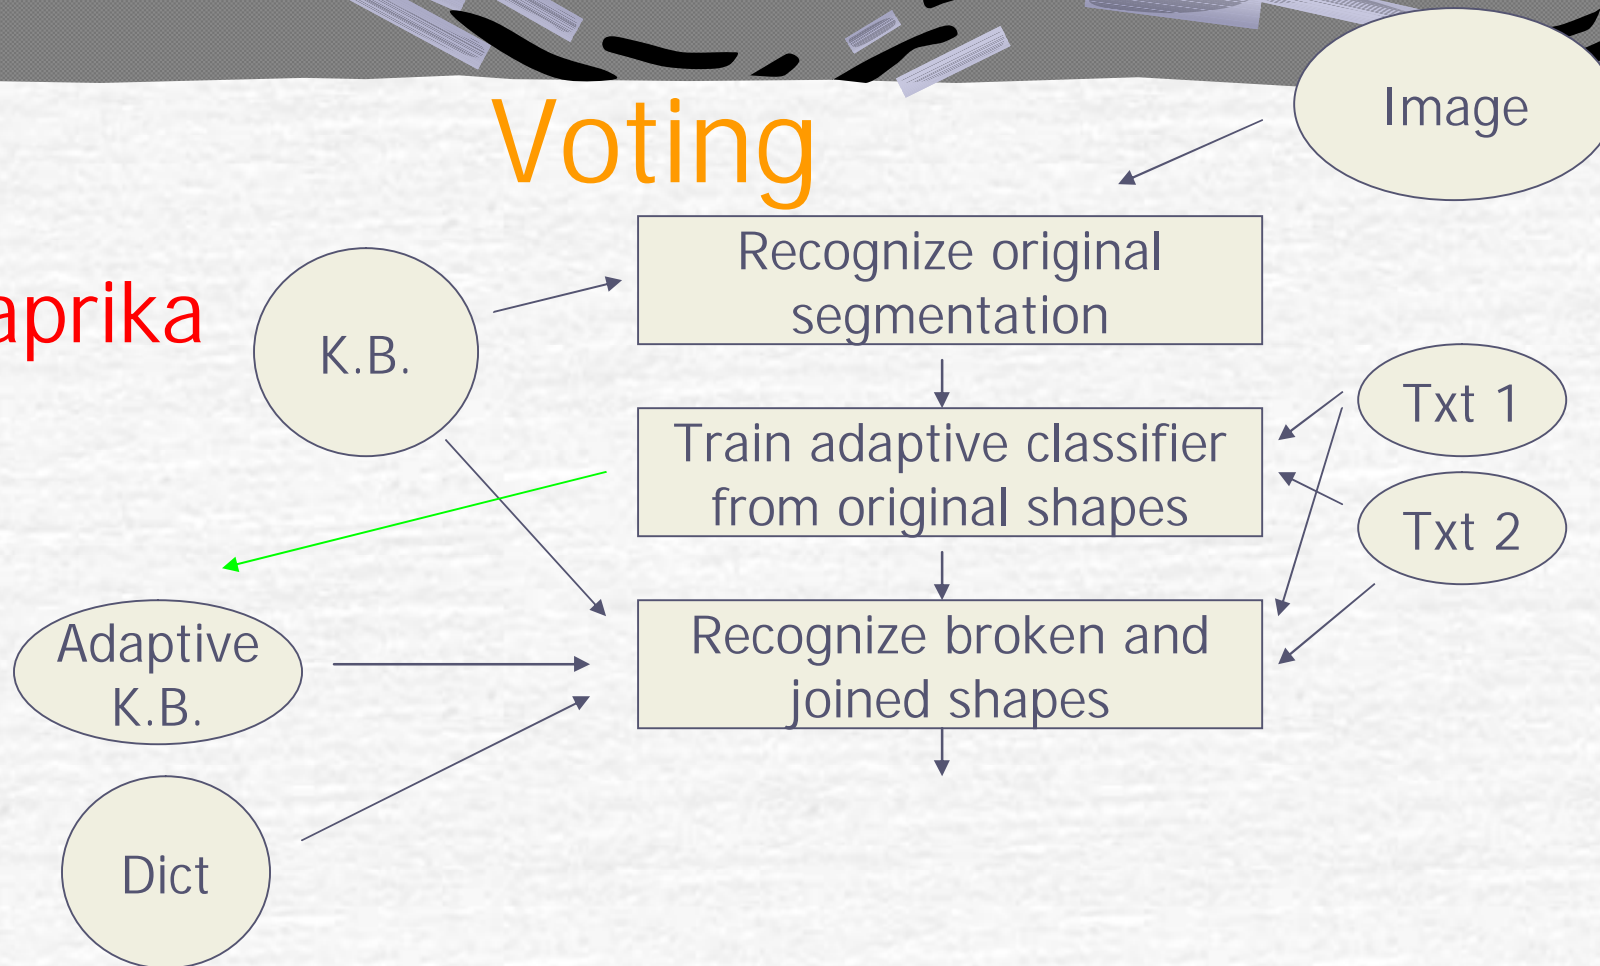 Voting
Image
Recognize original
segmentation
aprika
K.B.
Txt 1
Train adaptive classifier
from original shapes
Txt 2
Recognize broken and
joined shapes
Adaptive
K.B.
Dict